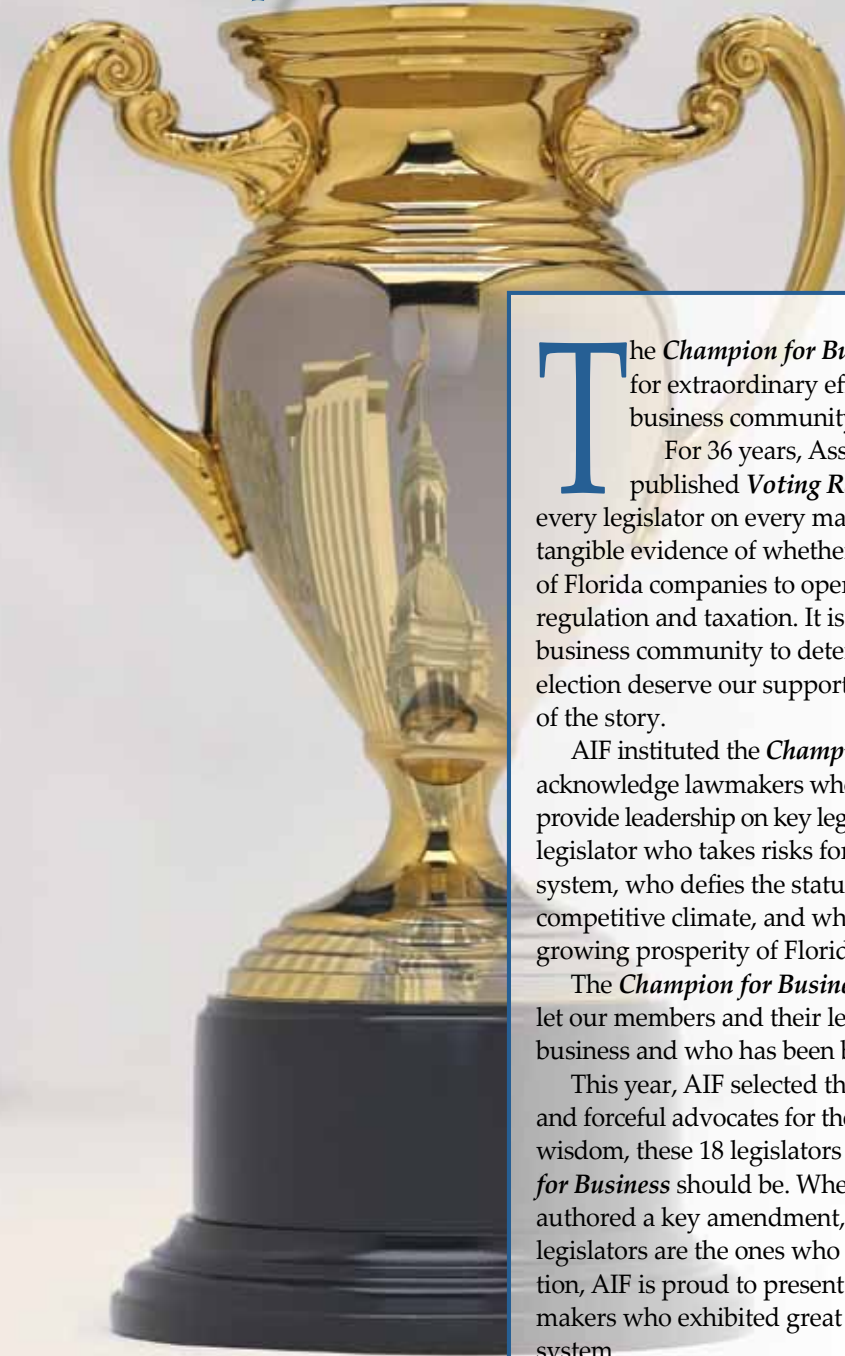 The Champion for Bu
for extraordinary ef
business community
For 36 years, Ass
published Voting R
every legislator on every ma
tangible evidence of whether
of Florida companies to oper
regulation and taxation. It is
business community to deter
election deserve our support
of the story.
AIF instituted the Champ
acknowledge lawmakers who
provide leadership on key leg
legislator who takes risks for
system, who defies the statu
competitive climate, and wh
growing prosperity of Florid
The Champion for Busine
let our members and their le
business and who has been b
This year, AIF selected th
and forceful advocates for the
wisdom, these 18 legislators
for Business should be. Whe
authored a key amendment,
legislators are the ones who
tion, AIF is proud to present
makers who exhibited great
system.